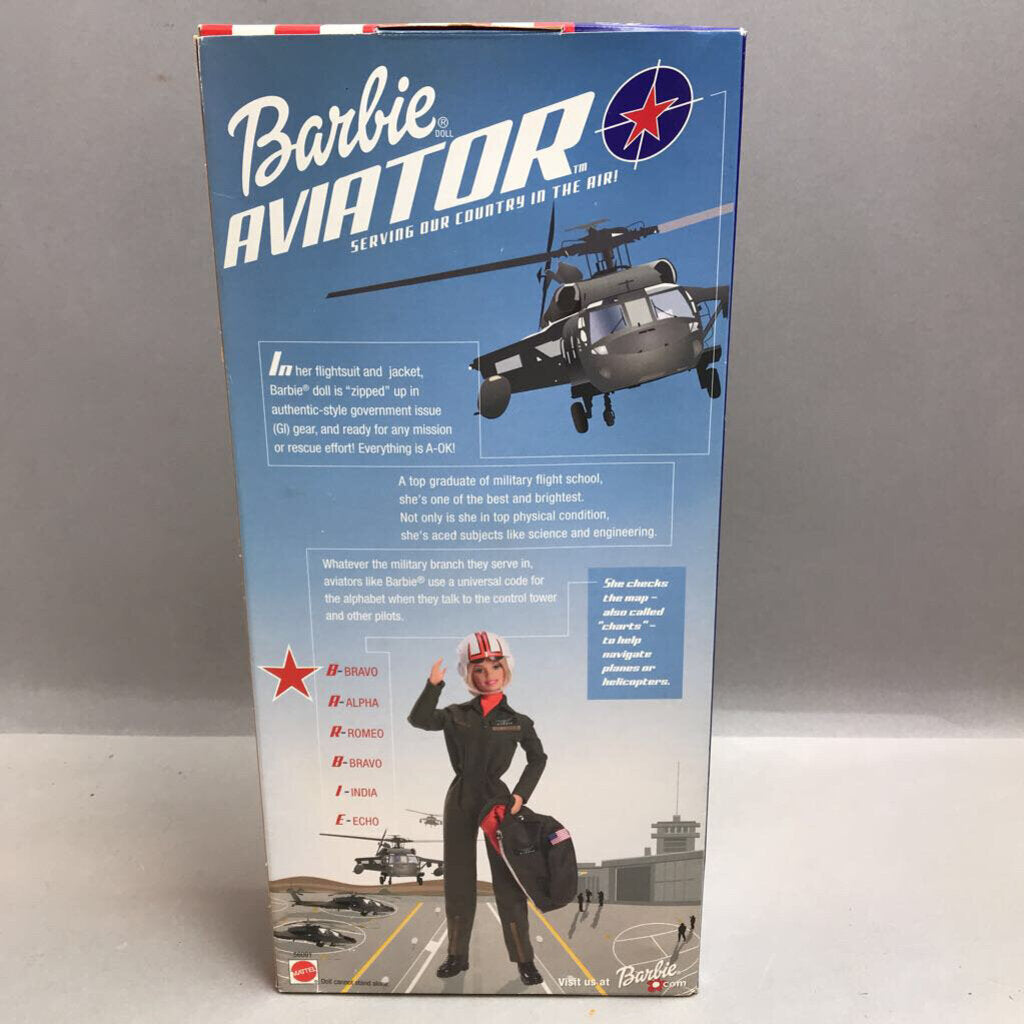 Barbie® DOLL
AVIATOR™
SERVING OUR COUNTRY IN THE AIR!
In her flightsuit and jacket,
Barbie® doll is "zipped" up in
authentic-style government issue
(GI) gear, and ready for any mission
or rescue effort! Everything is A-OK!
A top graduate of military flight school,
she's one of the best and brightest.
Not only is she in top physical condition,
she's aced subjects like science and engineering.
Whatever the military branch they serve in,
aviators like Barbie® use a universal code for
the alphabet when they talk to the control tower
and other pilots.
She checks
the map –
also called
"charts" –
to help
navigate
planes or
helicopters.
B- BRAVO
A- ALPHA
R- ROMEO
B- BRAVO
I - INDIA
E - ECHO
MATTEL
Doll cannot stand alone.
Visit us at Barbie.com